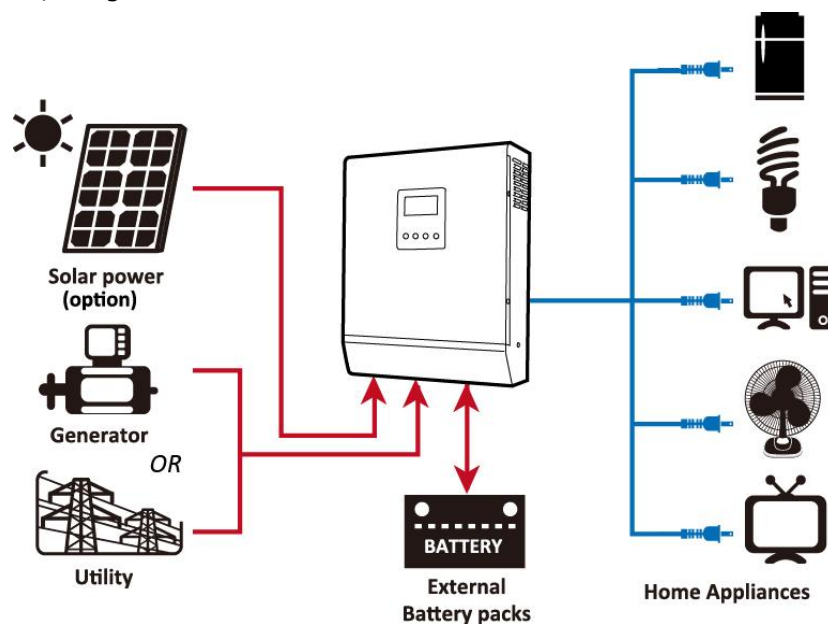 Solar power
(option)
Generator
OR
Utility
BATTERY
External
Battery packs
Home Appliances